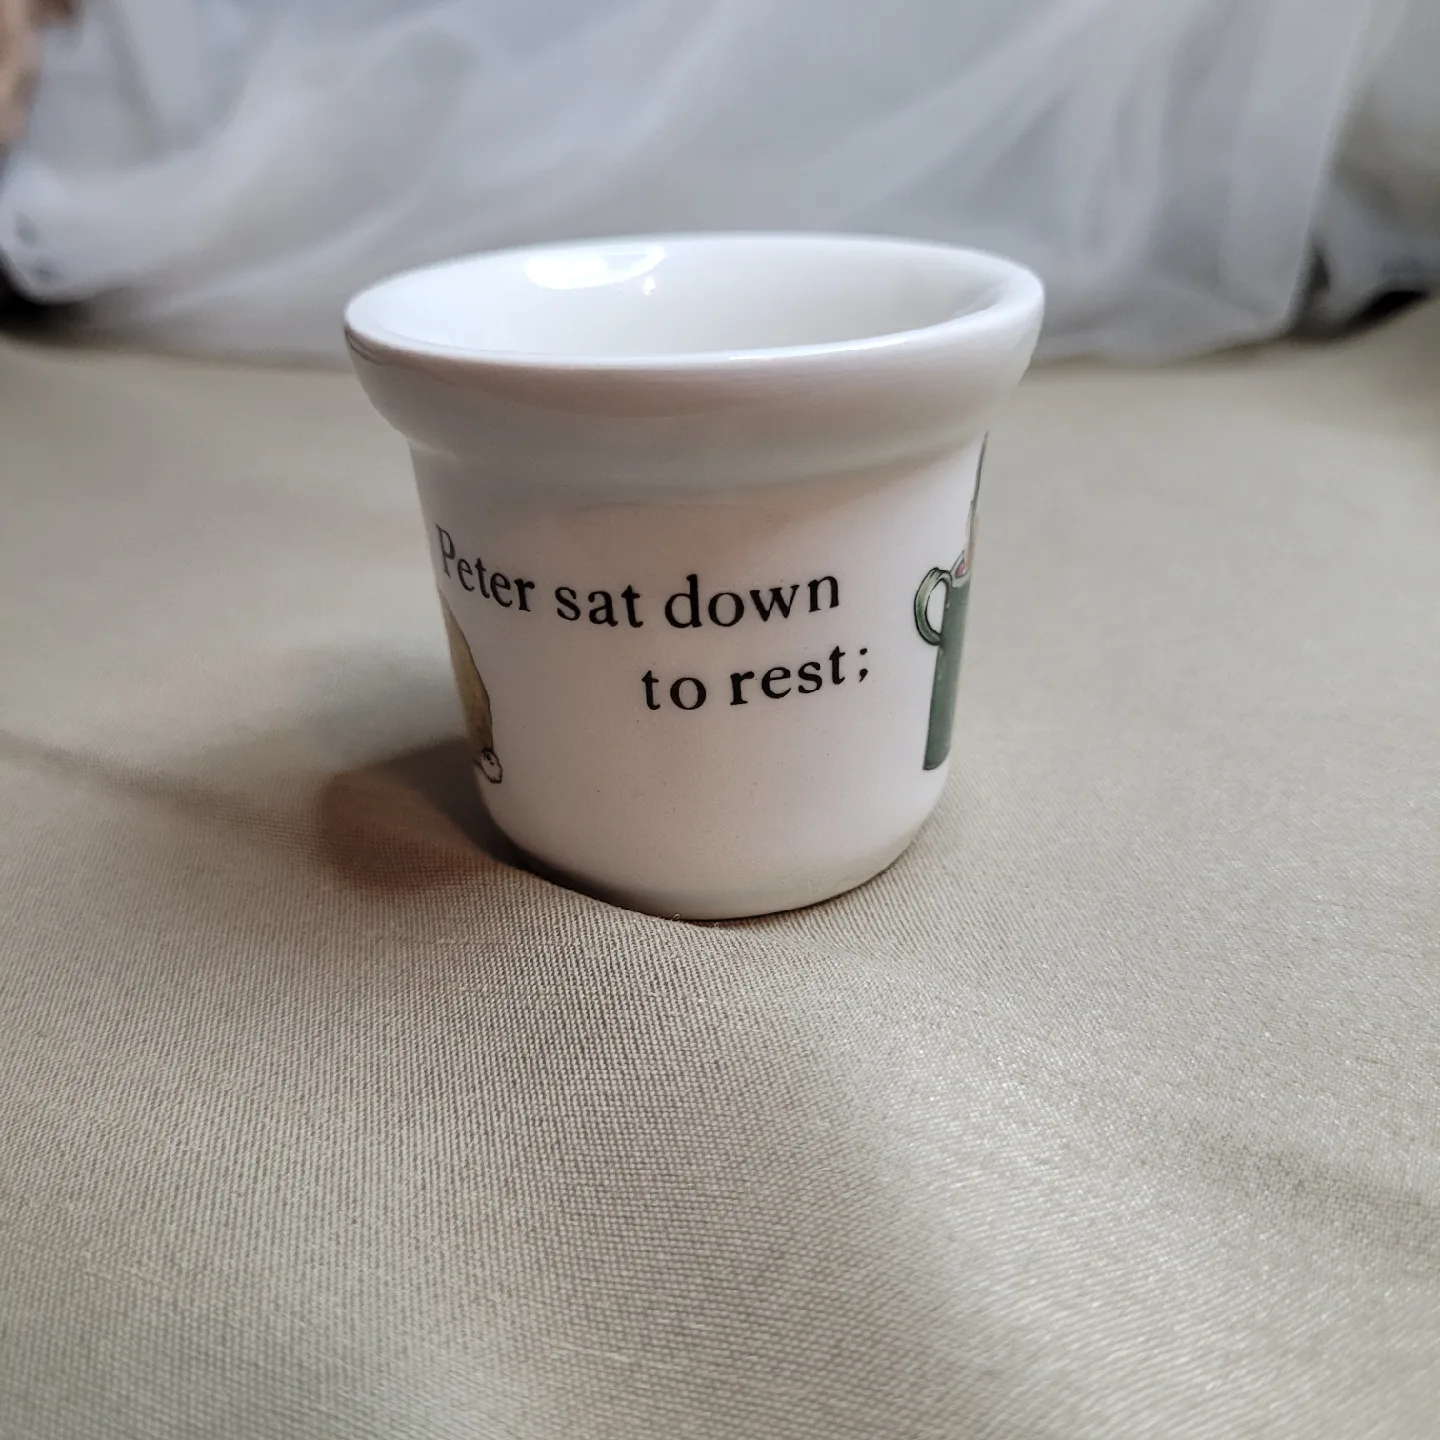 Peter sat down
to rest;